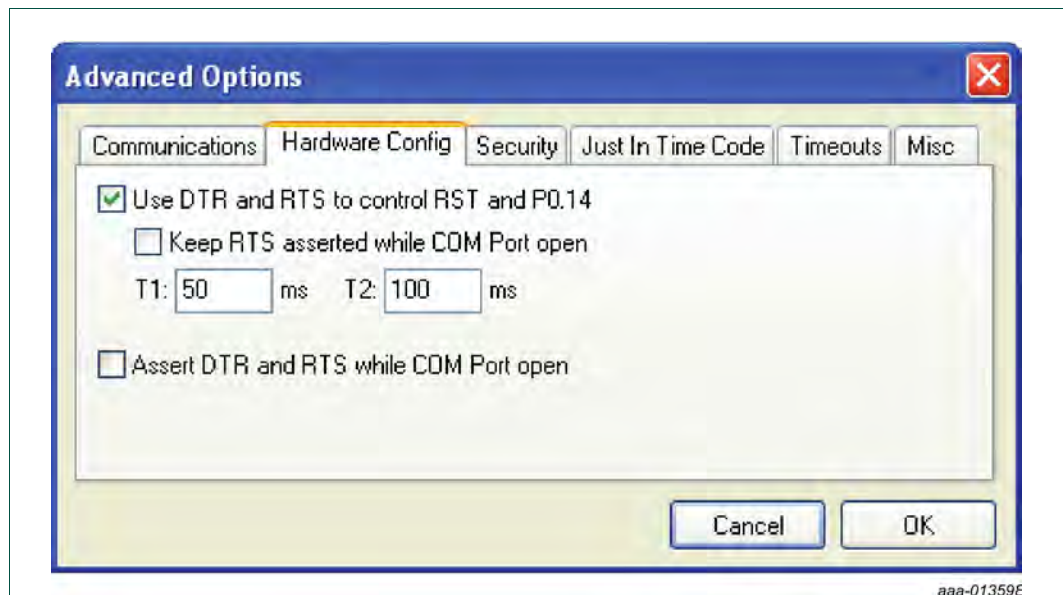 Advanced Options
Communications Hardware Config Security Just In Time Code Timeouts Misc
Use DTR and RTS to control RST and P0.14
Keep RTS asserted while COM Port open
T1: 50 ms T2: 100 ms
Assert DTR and RTS while COM Port open
Cancel OK
aaa-013598